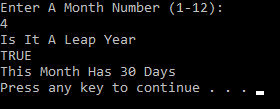 Enter A Month Number (1-12):
4
Is It A Leap Year
TRUE
This Month Has 30 Days
Press any key to continue . . .